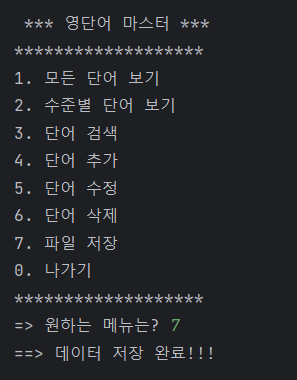 *** 영단어 마스터 ***
********************
1. 모든 단어 보기
2. 수준별 단어 보기
3. 단어 검색
4. 단어 추가
5. 단어 수정
6. 단어 삭제
7. 파일 저장
0. 나가기
********************
=> 원하는 메뉴는? 7
==> 데이터 저장 완료!!!